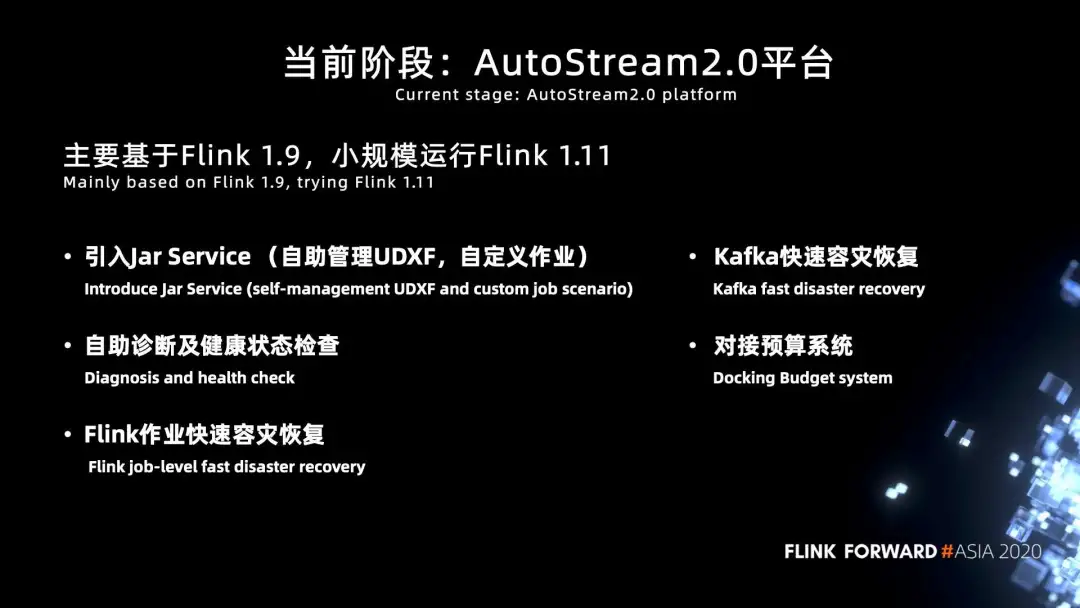 当前阶段：AutoStream2.0平台
Current stage: AutoStream2.0 platform
主要基于Flink 1.9，小规模运行Flink 1.11
Mainly based on Flink 1.9, trying Flink 1.11
• 引入Jar Service （自助管理UDXF，自定义作业）
Introduce Jar Service (self-management UDXF and custom job scenario)
• 自助诊断及健康状态检查
Diagnosis and health check
• Flink作业快速容灾恢复
Flink job-level fast disaster recovery
• Kafka快速容灾恢复
Kafka fast disaster recovery
• 对接预算系统
Docking Budget system
FLINK FORWARD #ASIA 2020